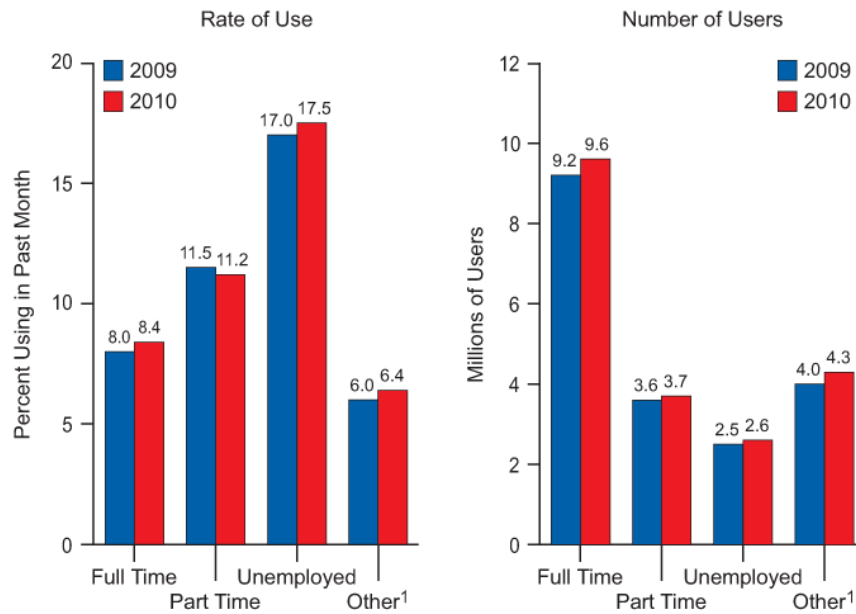 Rate of Use
Percent Using in Past Month
20
15
10
5
0
2009
2010
8.0
8.4
11.5
11.2
17.0
17.5
6.0
6.4
Full Time
Part Time
Unemployed
Other¹
Number of Users
Millions of Users
12
10
8
6
4
2
0
2009
2010
9.2
9.6
3.6
3.7
2.5
2.6
4.0
4.3
Full Time
Part Time
Unemployed
Other¹